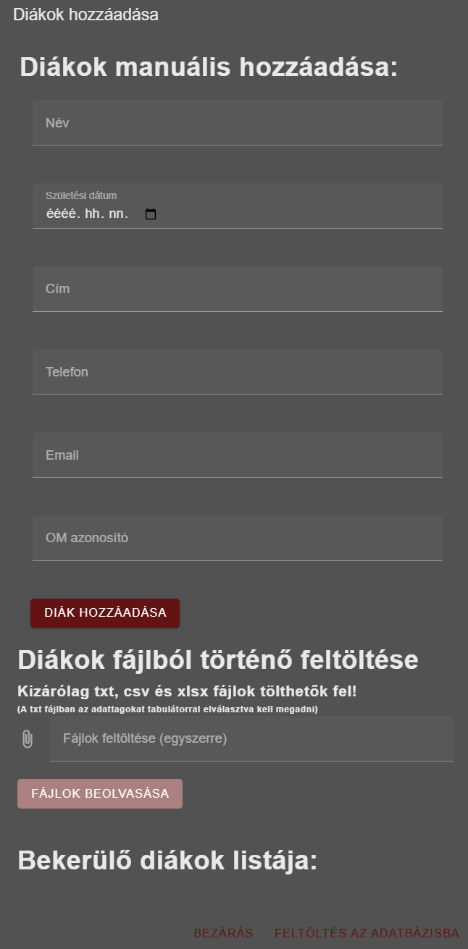 Diákok hozzáadása
Diákok manuális hozzáadása:
Név
Születési dátum
éééé. hh. nn.
Cím
Telefon
Email
OM azonosító
DIÁK HOZZÁADÁSA
Diákok fájlból történő feltöltése
Kizárólag txt, csv és xlsx fájlok tölthetők fel!
(A txt fájlban az adattagokat tabulátorral elválasztva kell megadni)
Fájlok feltöltése (egyszerre)
FÁJLOK BEOLVASÁSA
Bekerülő diákok listája:
BEZÁRÁS FELTÖLTÉS AZ ADATBÁZISBA